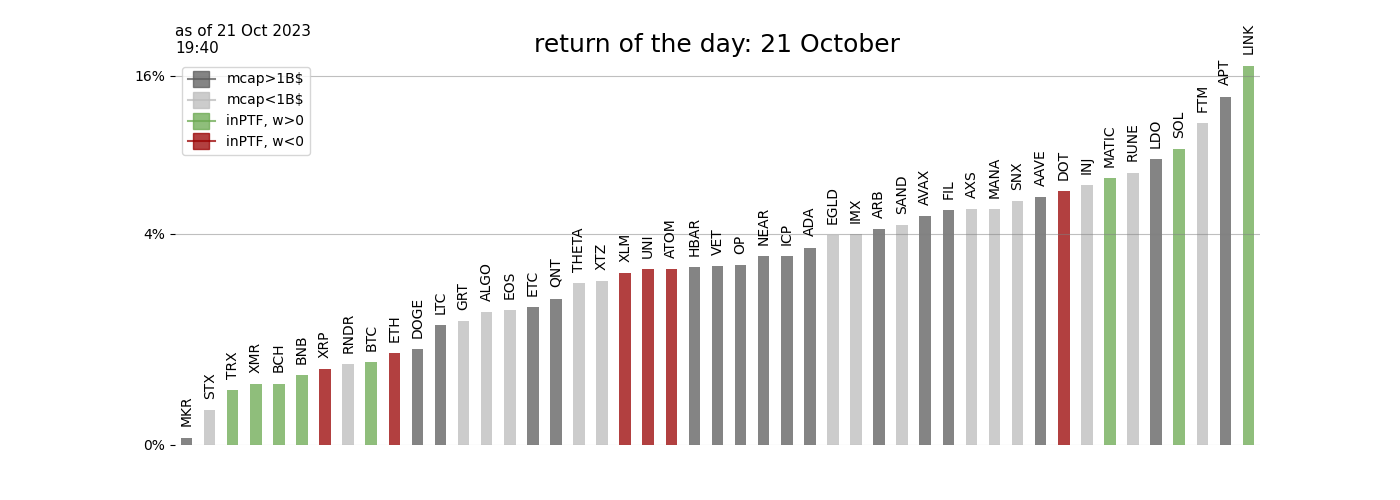 as of 21 Oct 2023
19:40
return of the day: 21 October
16%
4%
0%
mcap>1B$
mcap<1B$
inPTF, w>0
inPTF, w<0
MKR
STX
TRX
XMR
BCH
BNB
XRP
RNDR
BTC
ETH
DOGE
LTC
GRT
ALGO
EOS
ETC
QNT
THETA
XTZ
XLM
UNI
ATOM
HBAR
VET
OP
NEAR
ICP
ADA
EGLD
IMX
ARB
SAND
AVAX
FIL
AXS
MANA
SNX
AAVE
DOT
INJ
MATIC
RUNE
LDO
SOL
FTM
APT
LINK